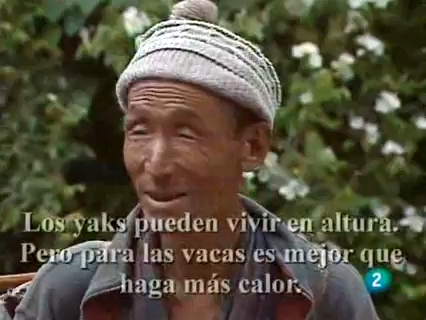 Los yaks pueden vivir en altura.
Pero para las vacas es mejor que
haga más calor.
2